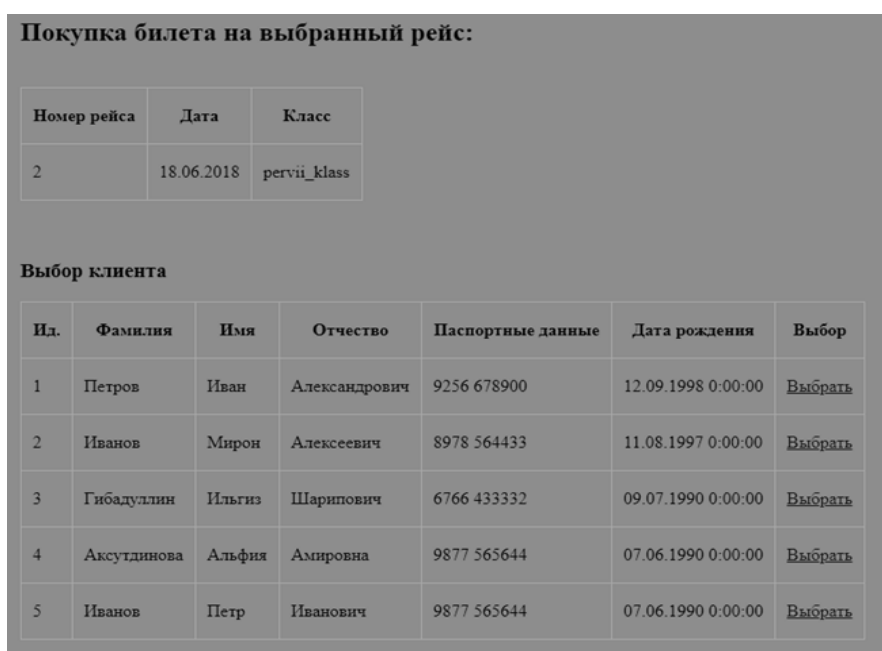 Покупка билета на выбранный рейс:
Номер рейса Дата Класс
2 18.06.2018 pervii_klass
Выбор клиента
Ид. Фамилия Имя Отчество Паспортные данные Дата рождения Выбор
1 Петров Иван Александрович 9256 678900 12.09.1998 0:00:00 Выбрать
2 Иванов Мирон Алексеевич 8978 564433 11.08.1997 0:00:00 Выбрать
3 Гибадуллин Ильгиз Шарипович 6766 433332 09.07.1990 0:00:00 Выбрать
4 Аксутдинова Альфия Амировна 9877 565644 07.06.1990 0:00:00 Выбрать
5 Иванов Петр Иванович 9877 565644 07.06.1990 0:00:00 Выбрать